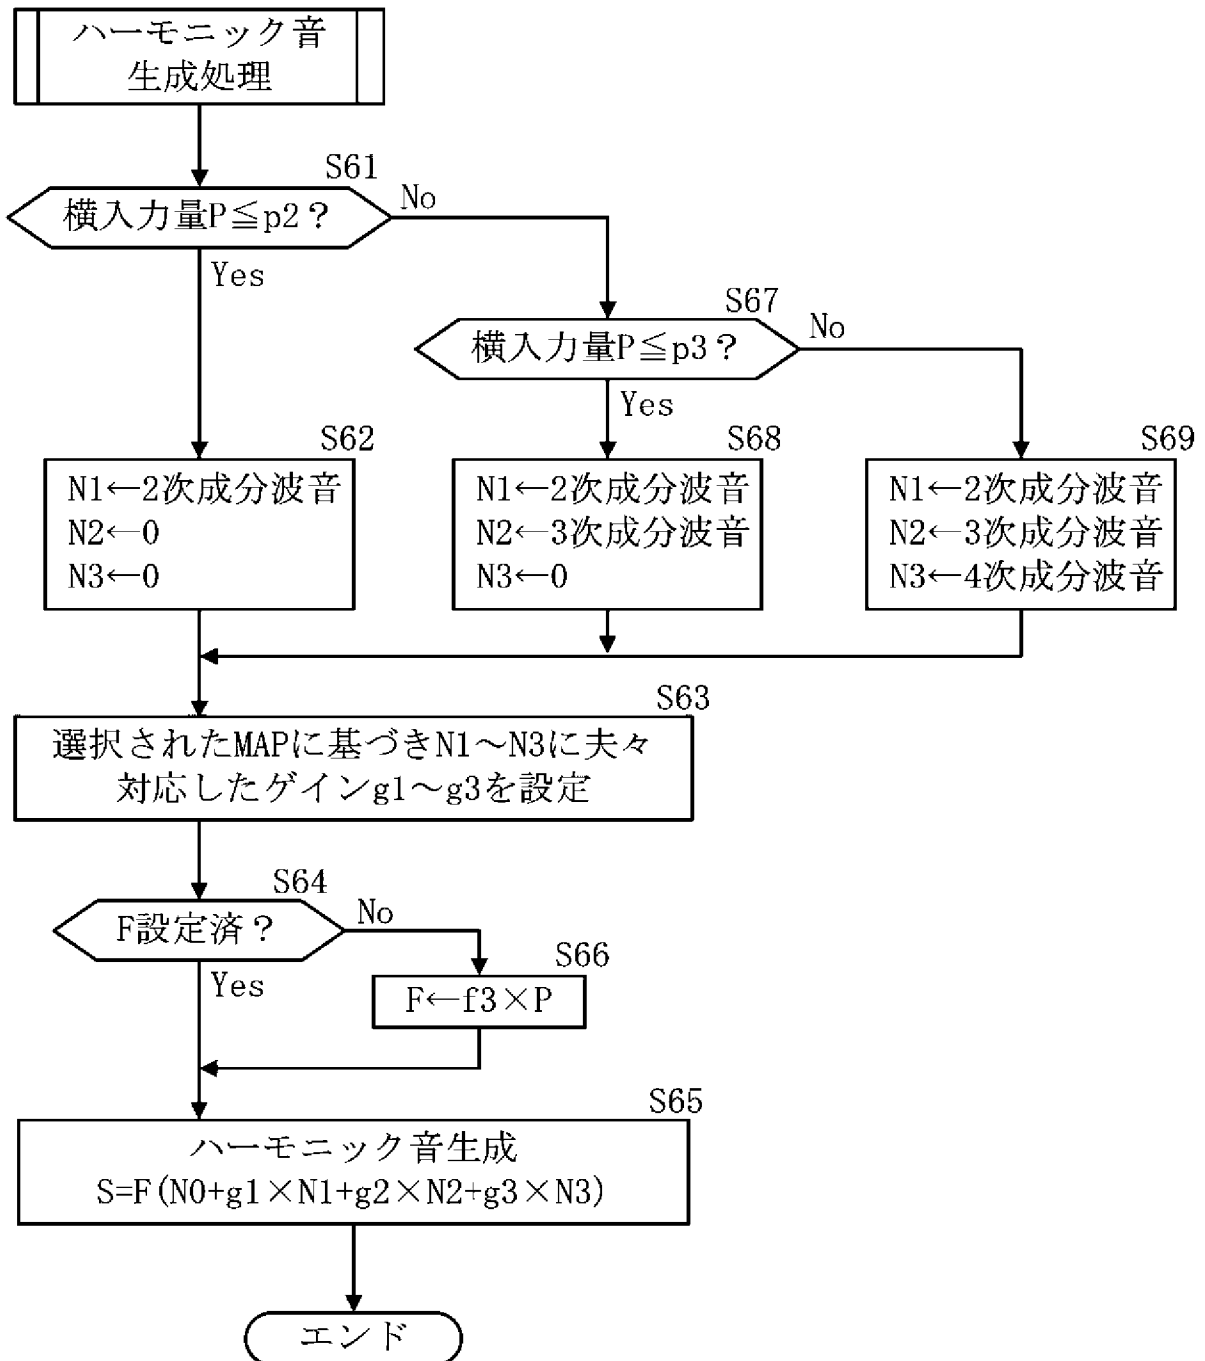 ハーモニック音
生成処理
S61
横入力量P≦p2？
No
Yes
S67
横入力量P≦p3？
No
Yes
S62
N1←2次成分波音
N2←0
N3←0
S68
N1←2次成分波音
N2←3次成分波音
N3←0
S69
N1←2次成分波音
N2←3次成分波音
N3←4次成分波音
S63
選択されたMAPに基づきN1～N3に夫々
対応したゲインg1～g3を設定
S64
F設定済？
No
Yes
S66
F←f3×P
S65
ハーモニック音生成
S=F(N0+g1×N1+g2×N2+g3×N3)
エンド